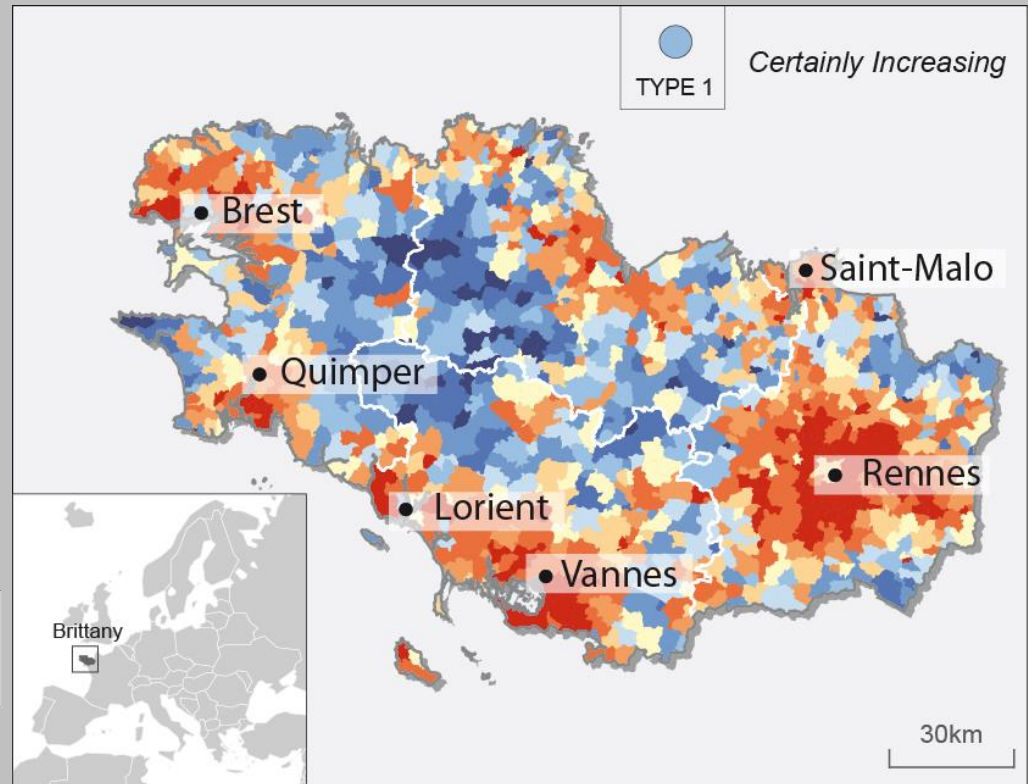 TYPE 1
Certainly Increasing
Brest
Saint-Malo
Quimper
Rennes
Lorient
Vannes
Brittany
30km